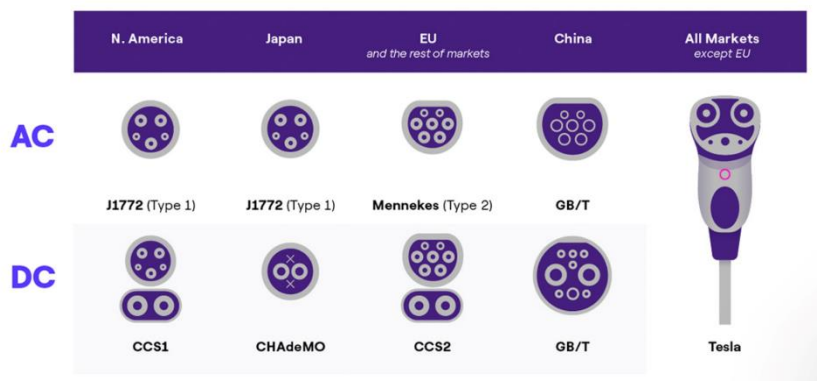 N. America
Japan
EU
and the rest of markets
China
All Markets
except EU
AC
J1772 (Type 1)
J1772 (Type 1)
Mennekes (Type 2)
GB/T
DC
CCS1
CHAdeMO
CCS2
GB/T
Tesla